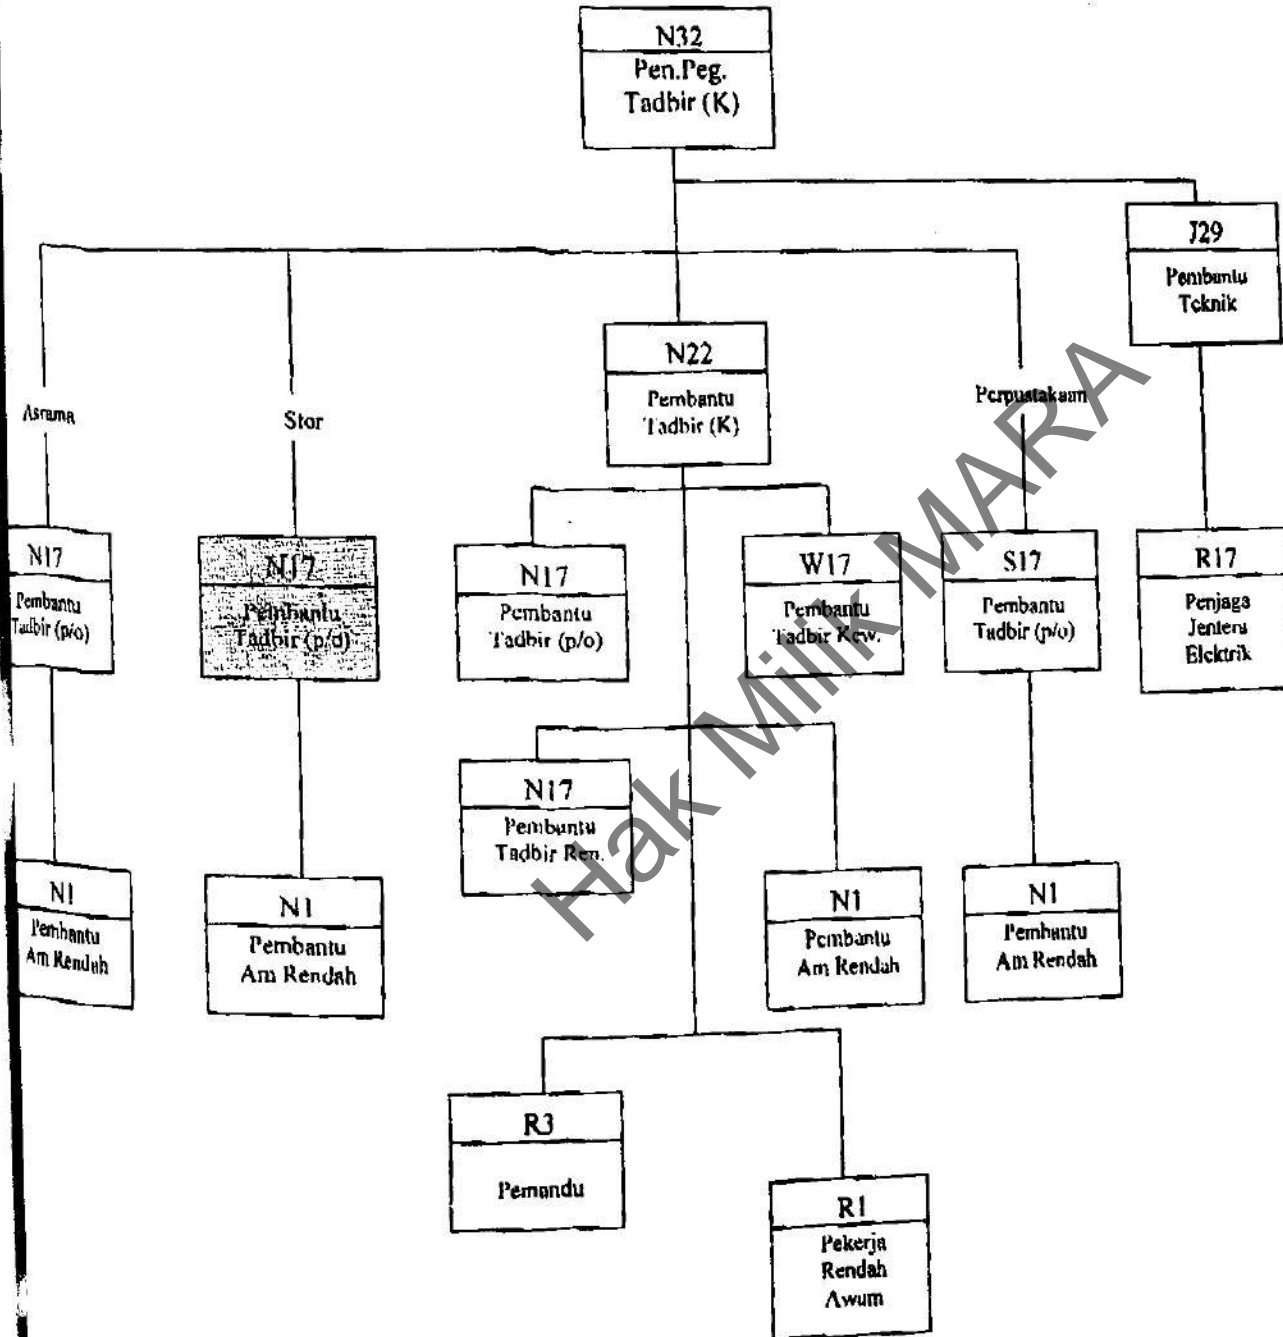 N32
Pen.Peg.
Tadbir (K)
J29
Pembantu
Teknik
N22
Pembantu
Tadbir (K)
Asrama
Stor
Perpustakaan
N17
Pembantu
Tadbir (p/o)
N17
Pembantu
Tadbir (p/o)
N17
Pembantu
Tadbir (p/o)
W17
Pembantu
Tadbir Kew.
S17
Pembantu
Tadbir (p/o)
R17
Penjaga
Jentera
Elektrik
N17
Pembantu
Tadbir Ren.
N1
Pembantu
Am Rendah
N1
Pembantu
Am Rendah
N1
Pembantu
Am Rendah
N1
Pembantu
Am Rendah
R3
Pemandu
R1
Pekerja
Rendah
Awum
Hak Milik MARA